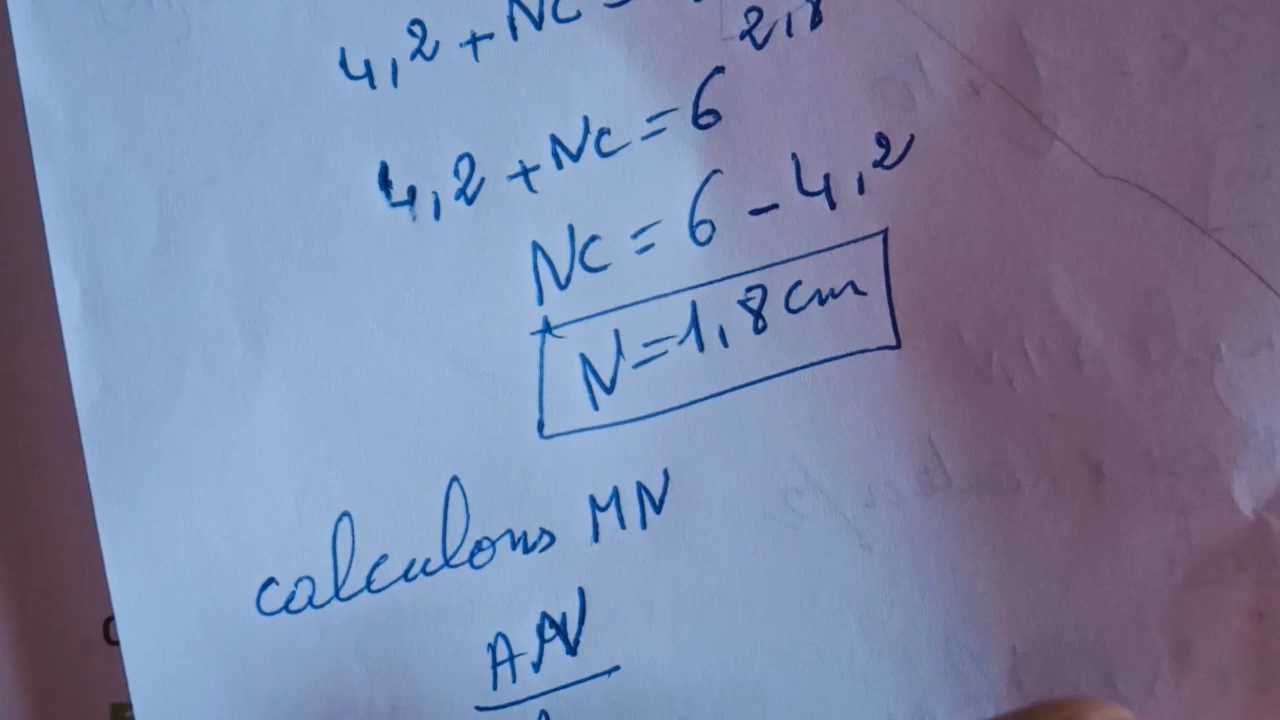 4,2 + NC =
2,8
4,2 + NC = 6
NC = 6 - 4,2
N = 1,8 cm
calculons MN
AN